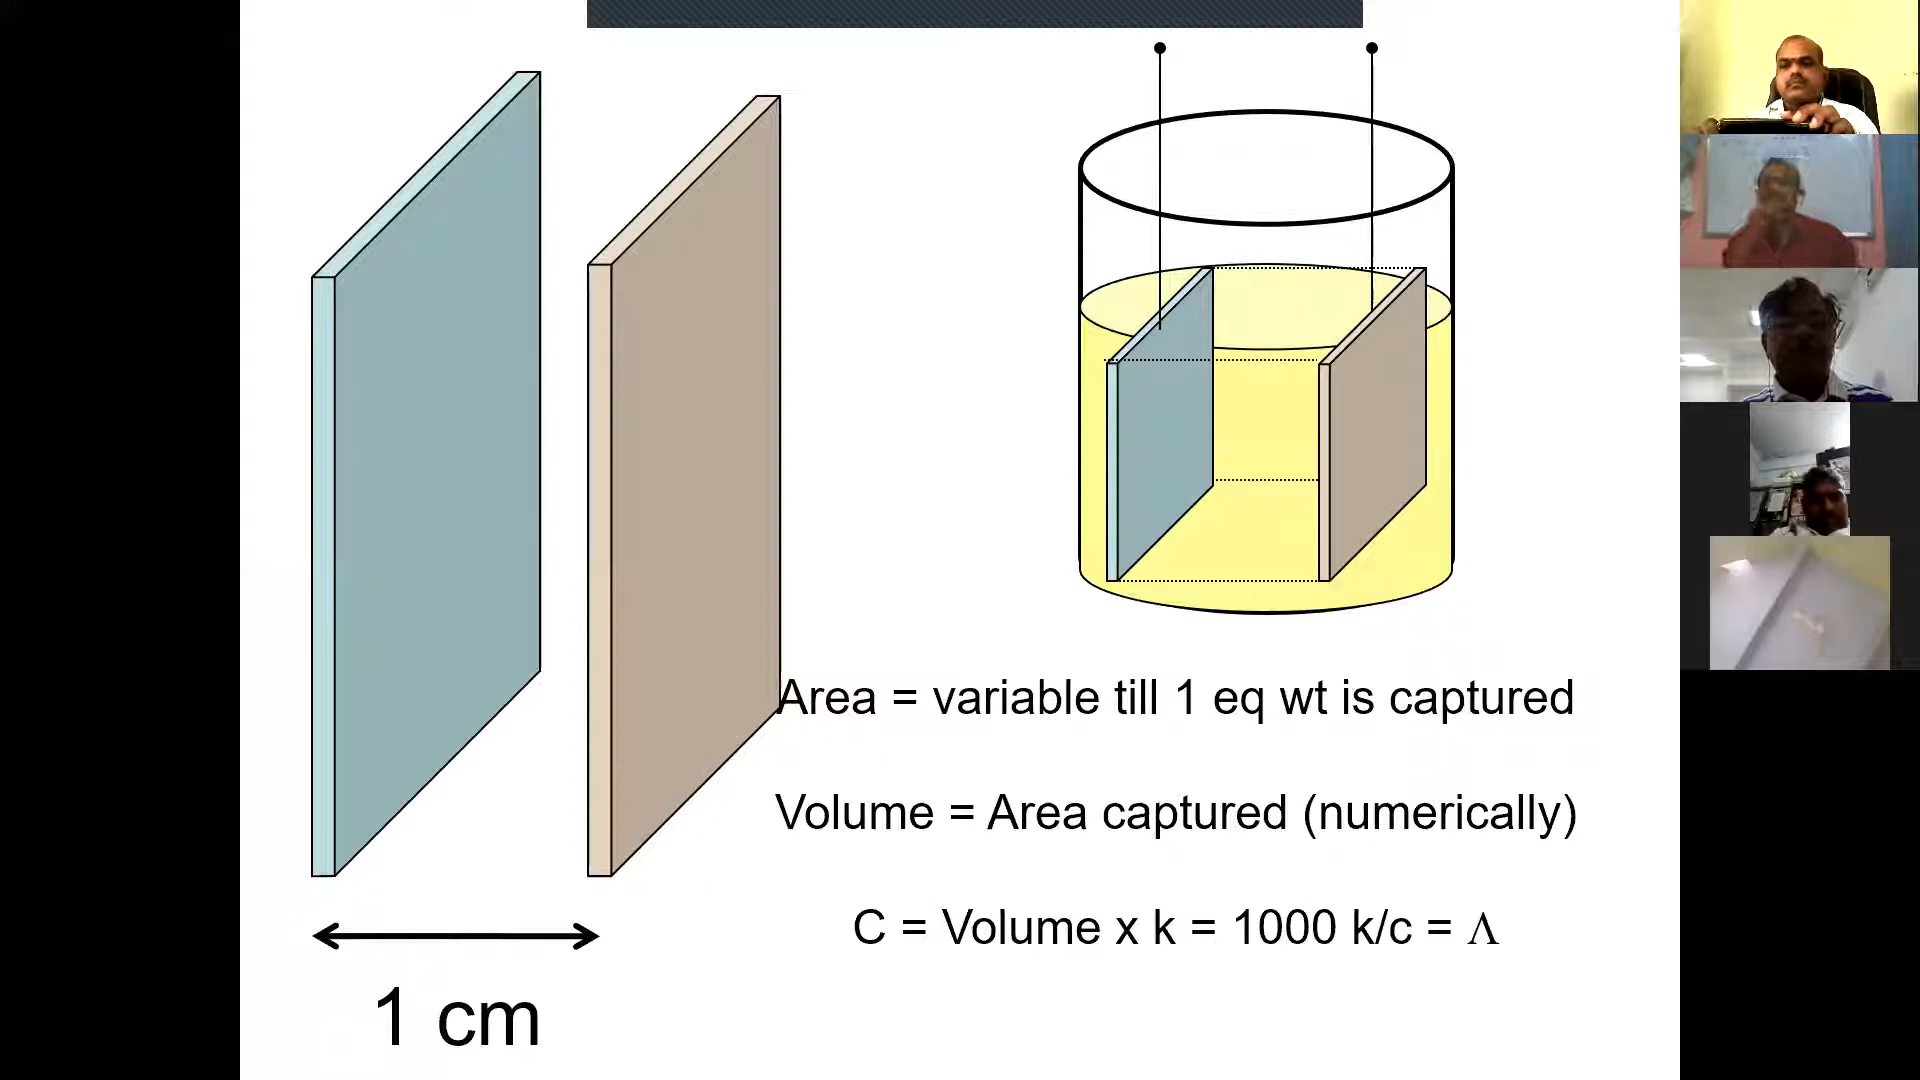 Area = variable till 1 eq wt is captured
Volume = Area captured (numerically)
C = Volume x k = 1000 k/c = Λ
1 cm